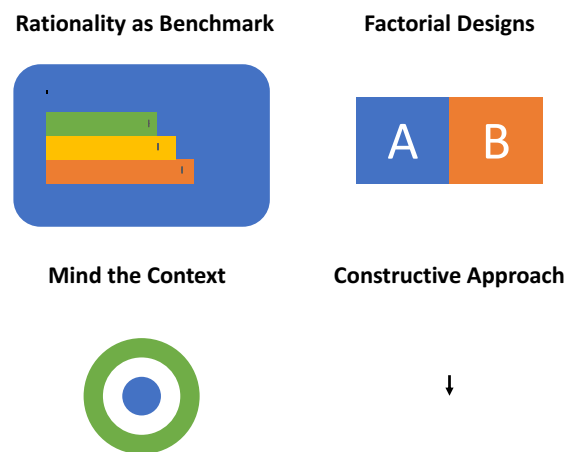 Rationality as Benchmark
Factorial Designs
A B
Mind the Context
Constructive Approach